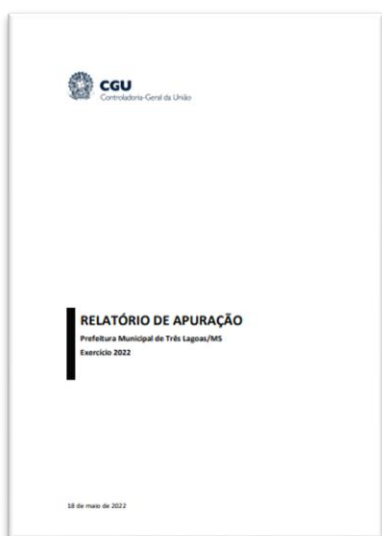 CGU
Controladoria-Geral da União
RELATÓRIO DE APURAÇÃO
Prefeitura Municipal de Três Lagoas/MS
Exercício 2022
18 de maio de 2022